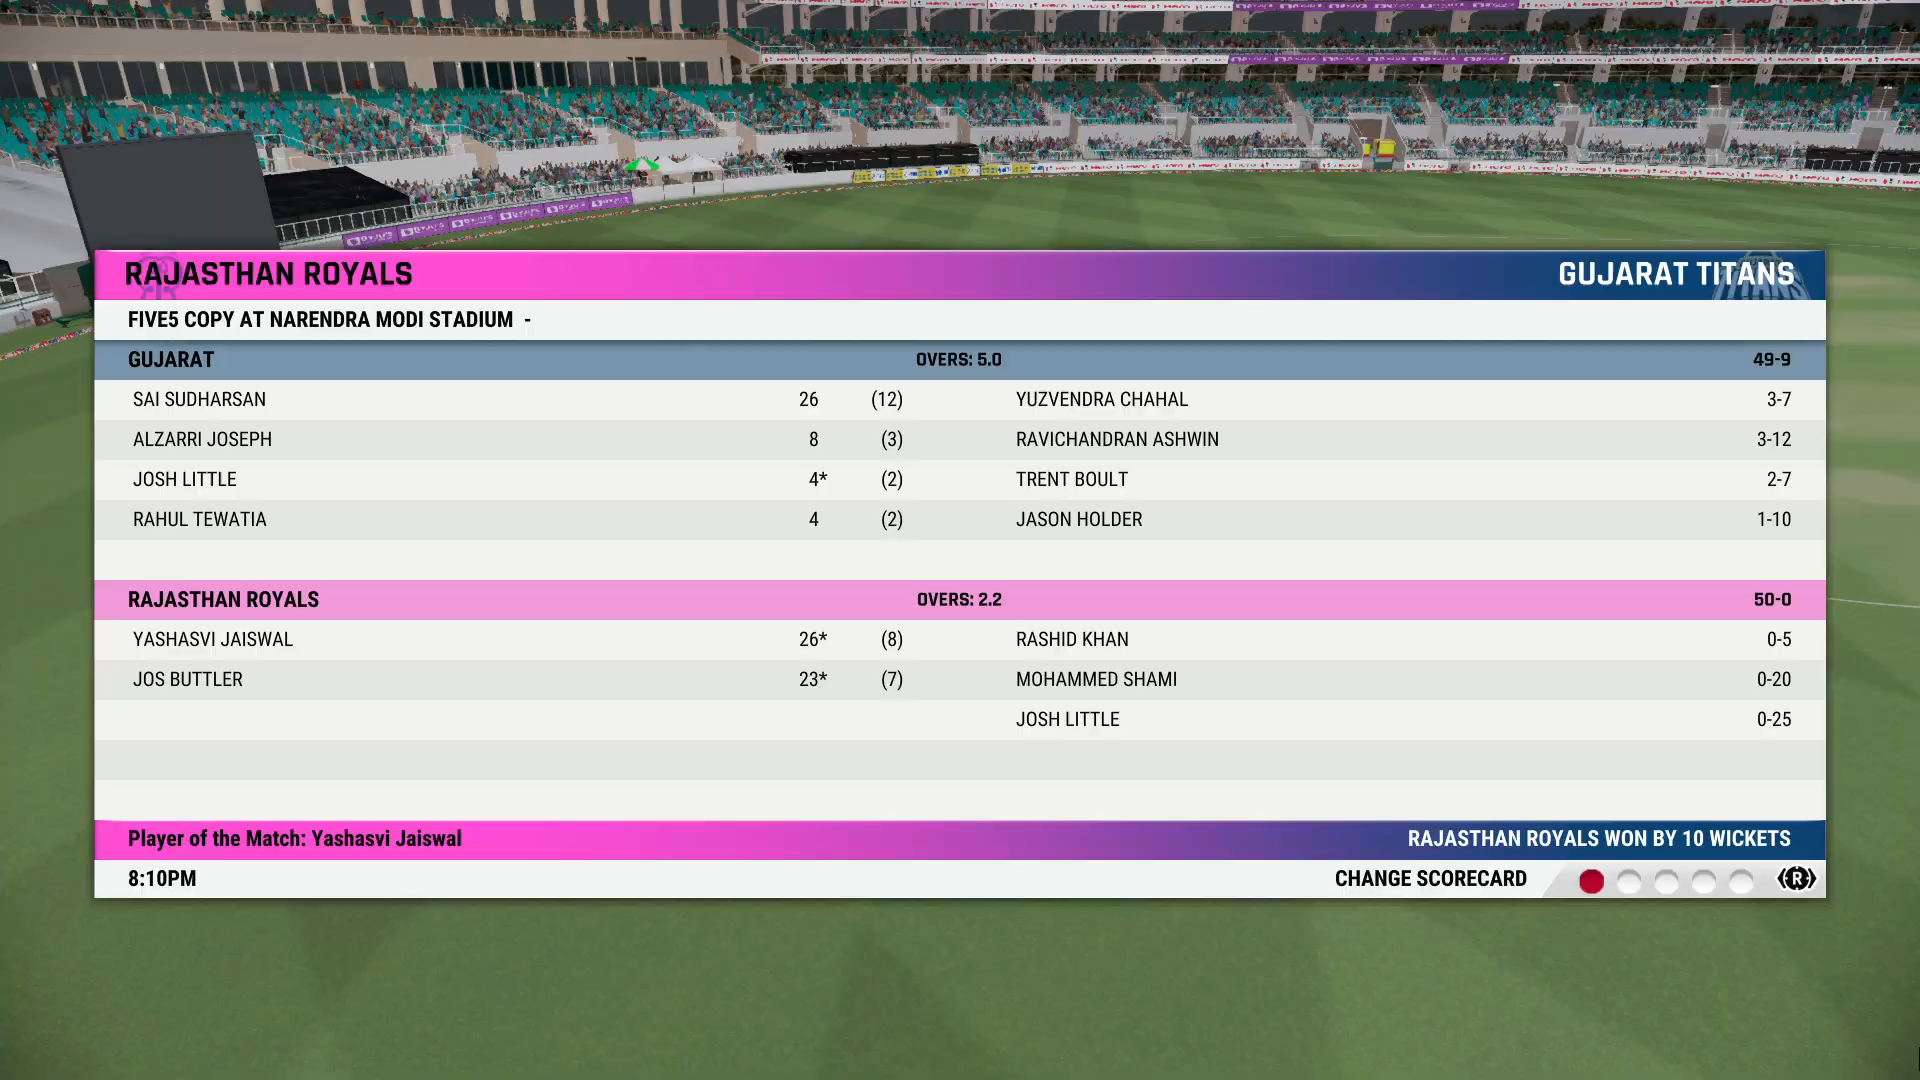 RAJASTHAN ROYALS GUJARAT TITANS
FIVE5 COPY AT NARENDRA MODI STADIUM -
GUJARAT OVERS: 5.0 49-9
SAI SUDHARSAN 26 (12) YUZVENDRA CHAHAL 3-7
ALZARRI JOSEPH 8 (3) RAVICHANDRAN ASHWIN 3-12
JOSH LITTLE 4* (2) TRENT BOULT 2-7
RAHUL TEWATIA 4 (2) JASON HOLDER 1-10
RAJASTHAN ROYALS OVERS: 2.2 50-0
YASHASVI JAISWAL 26* (8) RASHID KHAN 0-5
JOS BUTTLER 23* (7) MOHAMMED SHAMI 0-20
JOSH LITTLE 0-25
Player of the Match: Yashasvi Jaiswal RAJASTHAN ROYALS WON BY 10 WICKETS
8:10PM CHANGE SCORECARD R